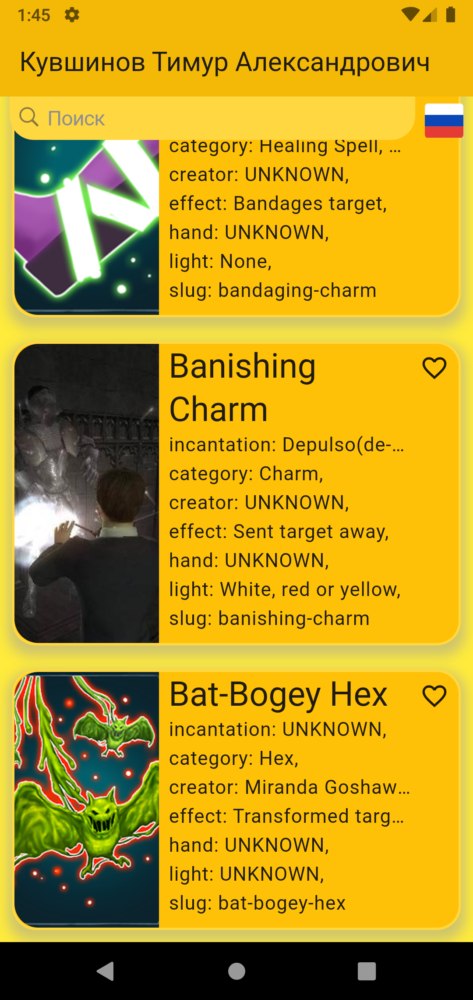 1:45
Кувшинов Тимур Александрович
Поиск
category: Healing Spell, …
creator: UNKNOWN,
effect: Bandages target,
hand: UNKNOWN,
light: None,
slug: bandaging-charm
Banishing
Charm
incantation: Depulso(de-…
category: Charm,
creator: UNKNOWN,
effect: Sent target away,
hand: UNKNOWN,
light: White, red or yellow,
slug: banishing-charm
Bat-Bogey Hex
incantation: UNKNOWN,
category: Hex,
creator: Miranda Goshaw…
effect: Transformed targ…
hand: UNKNOWN,
light: UNKNOWN,
slug: bat-bogey-hex